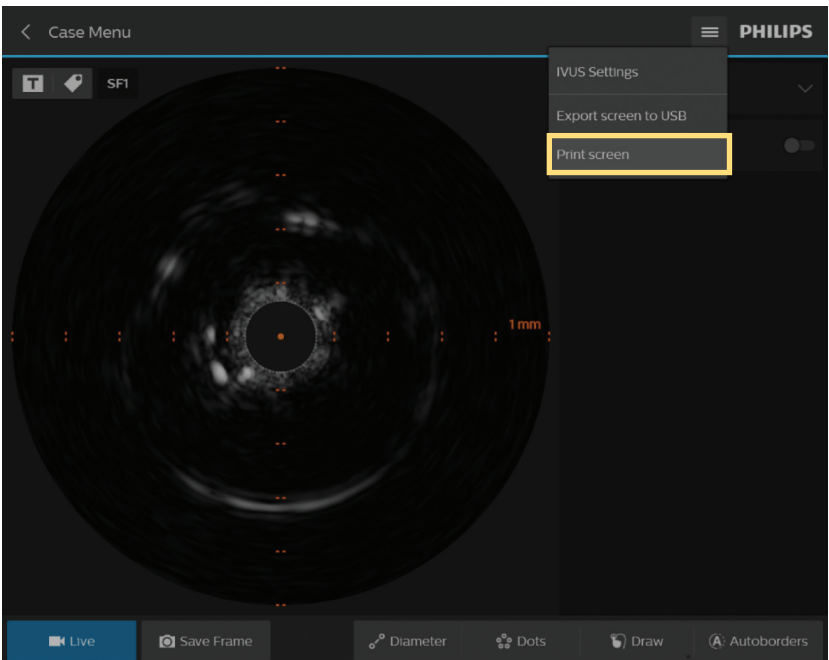 Case Menu
PHILIPS
IVUS Settings
T
SF1
Export screen to USB
Print screen
1 mm
Live
Save Frame
Diameter
Dots
Draw
A Autoborders